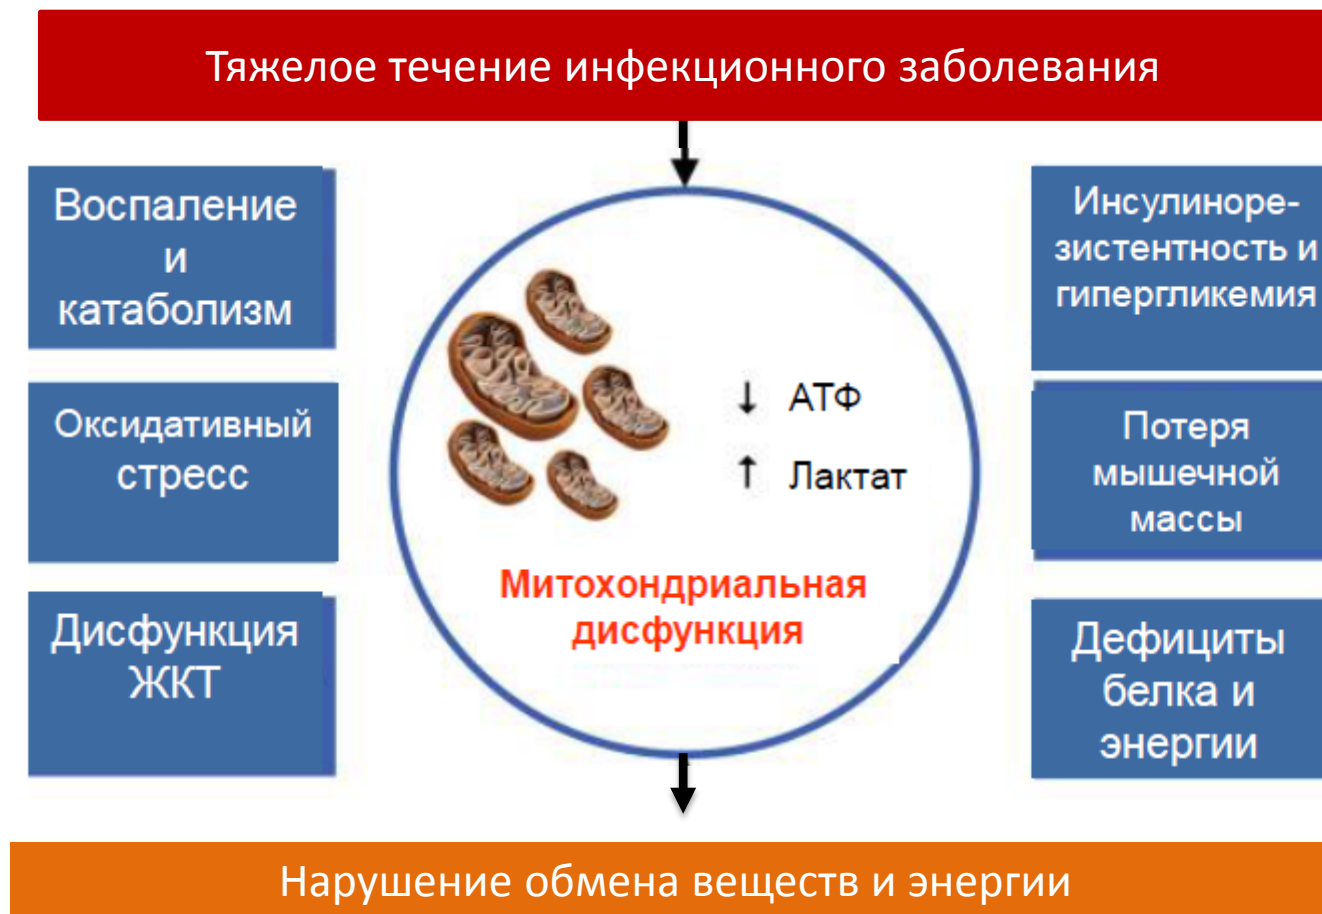 Тяжелое течение инфекционного заболевания
Воспаление
и
катаболизм
Оксидативный
стресс
Дисфункция
ЖКТ
↓ АТФ
↑ Лактат
Митохондриальная
дисфункция
Инсулиноре-
зистентность и
гипергликемия
Потеря
мышечной
массы
Дефициты
белка и
энергии
Нарушение обмена веществ и энергии